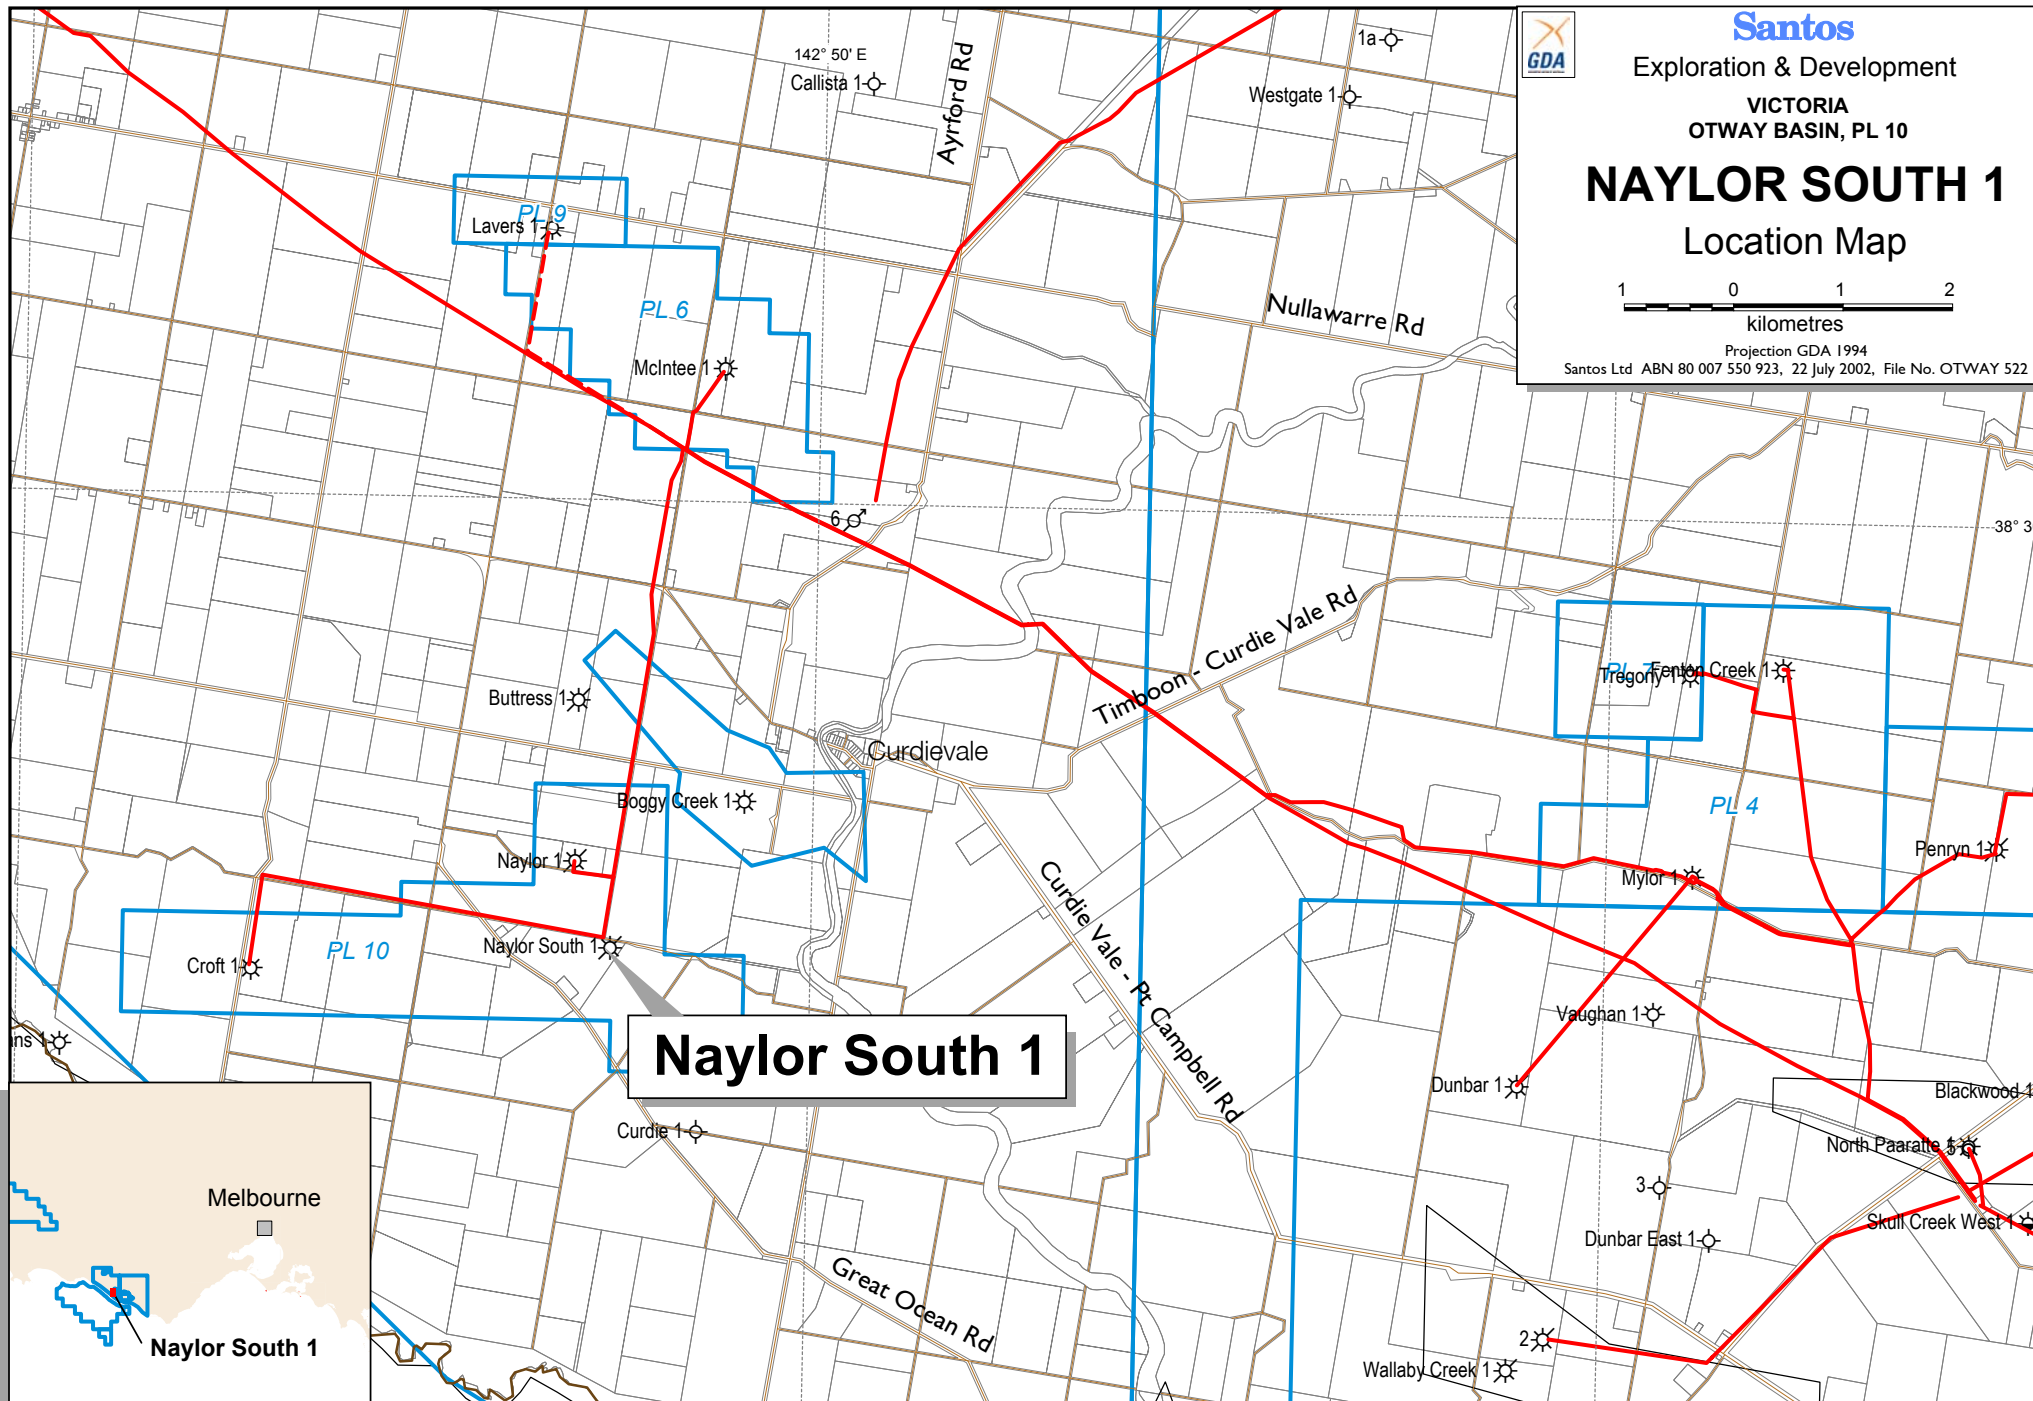 GDA
Santos
Exploration & Development
VICTORIA
OTWAY BASIN, PL 10
NAYLOR SOUTH 1
Location Map
1 0 1 2
kilometres
Projection GDA 1994
Santos Ltd ABN 80 007 550 923, 22 July 2002, File No. OTWAY 522
142° 50' E
Callista 1
Ayrford Rd
1a
Westgate 1
PL 9
Lavers 1
PL 6
McIntee 1
Nullawarre Rd
6
38° 3
Timboon - Curdie Vale Rd
PL 7
Tregony 1
Fenton Creek 1
Buttress 1
Curdievale
Boggy Creek 1
PL 4
Naylor 1
Penryn 1
Mylor 1
Curdie Vale - Pt. Campbell Rd
PL 10
Naylor South 1
Croft 1
Naylor South 1
Vaughan 1
ns 1
Dunbar 1
Blackwood 1
Curdie 1
North Paaratte
5
3
Skull Creek West 1
Dunbar East 1
Great Ocean Rd
2
Wallaby Creek 1
Melbourne
Naylor South 1